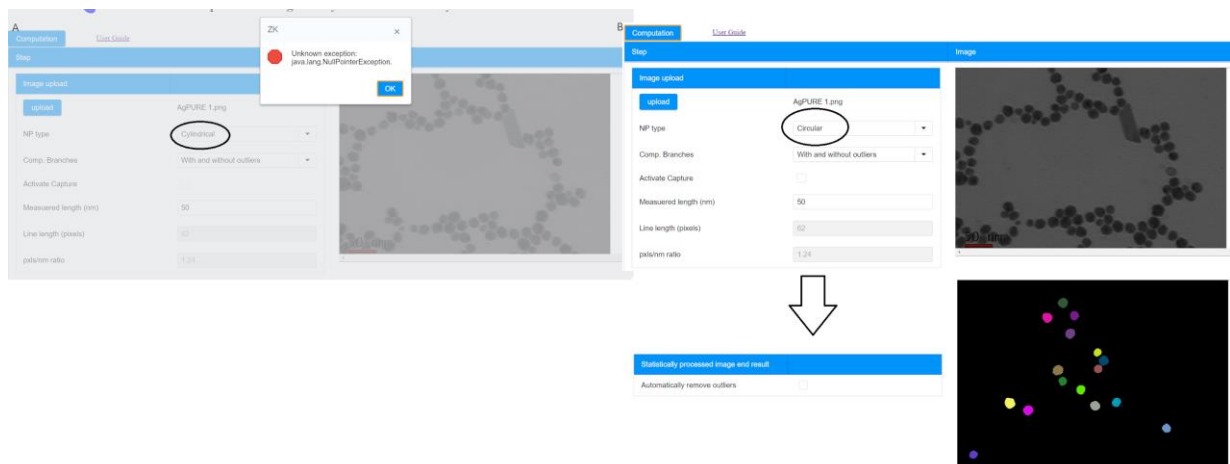 A
Computation User Guide
Step
Image upload
upload AgPURE 1.png
NP type Cylindrical
Comp. Branches With and without outliers
Activate Capture
Measuered length (nm) 50
Line length (pixels) 62
pxls/nm ratio 1.24
ZK ×
Unknown exception:
java.lang.NullPointerException.
OK
B
Computation User Guide
Step Image
Image upload
upload AgPURE 1.png
NP type Circular
Comp. Branches With and without outliers
Activate Capture
Measuered length (nm) 50
Line length (pixels) 62
pxls/nm ratio 1.24
50 nm
Statistically processed image end result
Automatically remove outliers